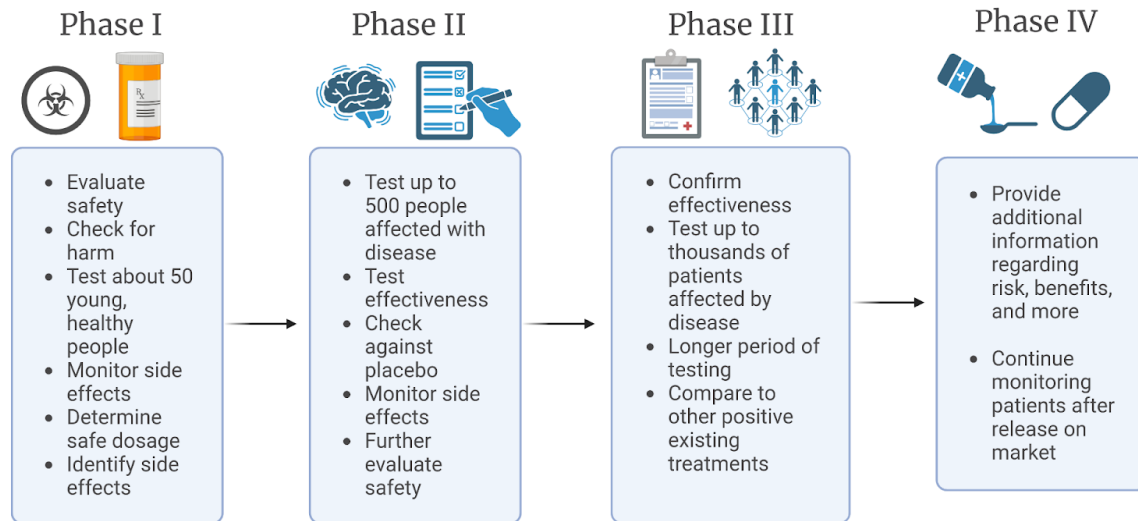 Phase I
Rx
• Evaluate
safety
• Check for
harm
• Test about 50
young,
healthy
people
• Monitor side
effects
• Determine
safe dosage
• Identify side
effects
Phase II
• Test up to
500 people
affected with
disease
• Test
effectiveness
• Check
against
placebo
• Monitor side
effects
• Further
evaluate
safety
Phase III
• Confirm
effectiveness
• Test up to
thousands of
patients
affected by
disease
• Longer period of
testing
• Compare to
other positive
existing
treatments
Phase IV
• Provide
additional
information
regarding
risk, benefits,
and more
• Continue
monitoring
patients after
release on
market